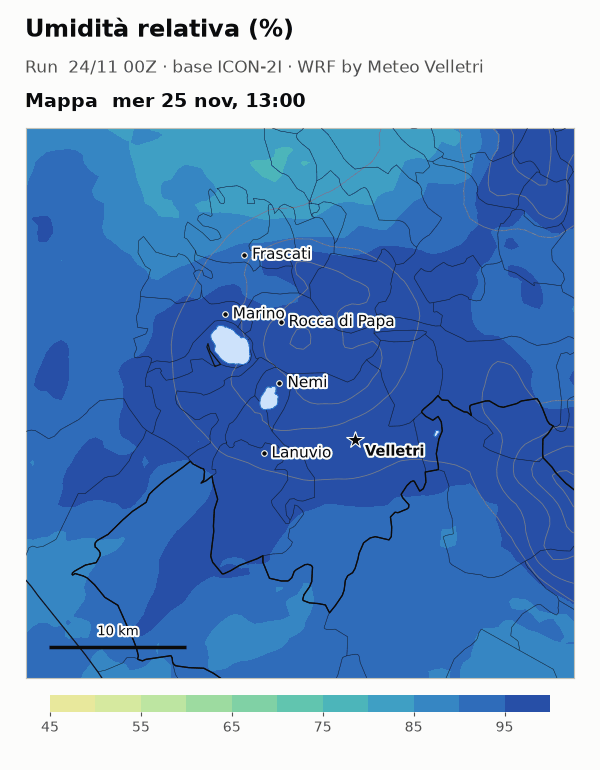 Umidità relativa (%)
Run  24/11 00Z · base ICON-2I · WRF by Meteo Velletri
Mappa  mer 25 nov, 13:00
Frascati
Marino
Rocca di Papa
Nemi
Velletri
Lanuvio
10 km
45 55 65 75 85 95